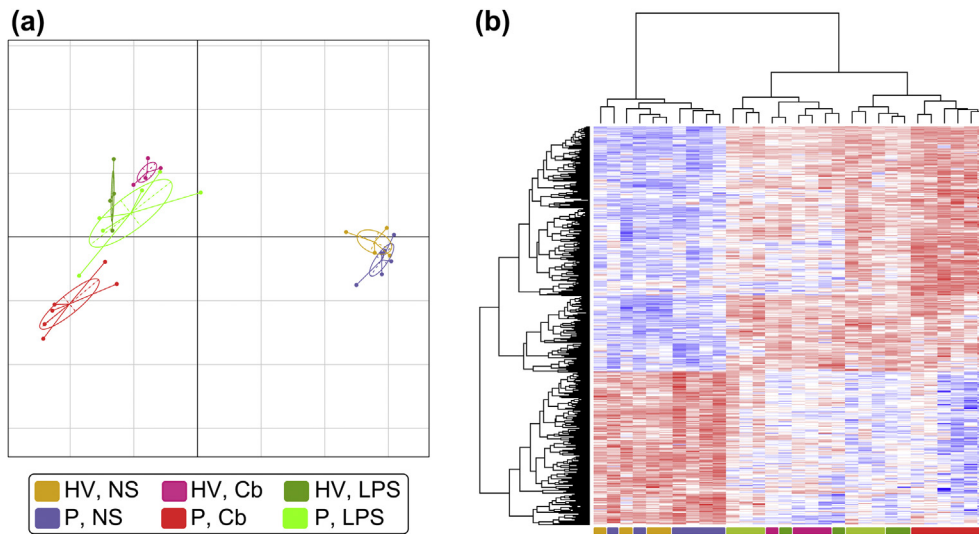 (a)
(b)
HV, NS HV, Cb HV, LPS
P, NS P, Cb P, LPS